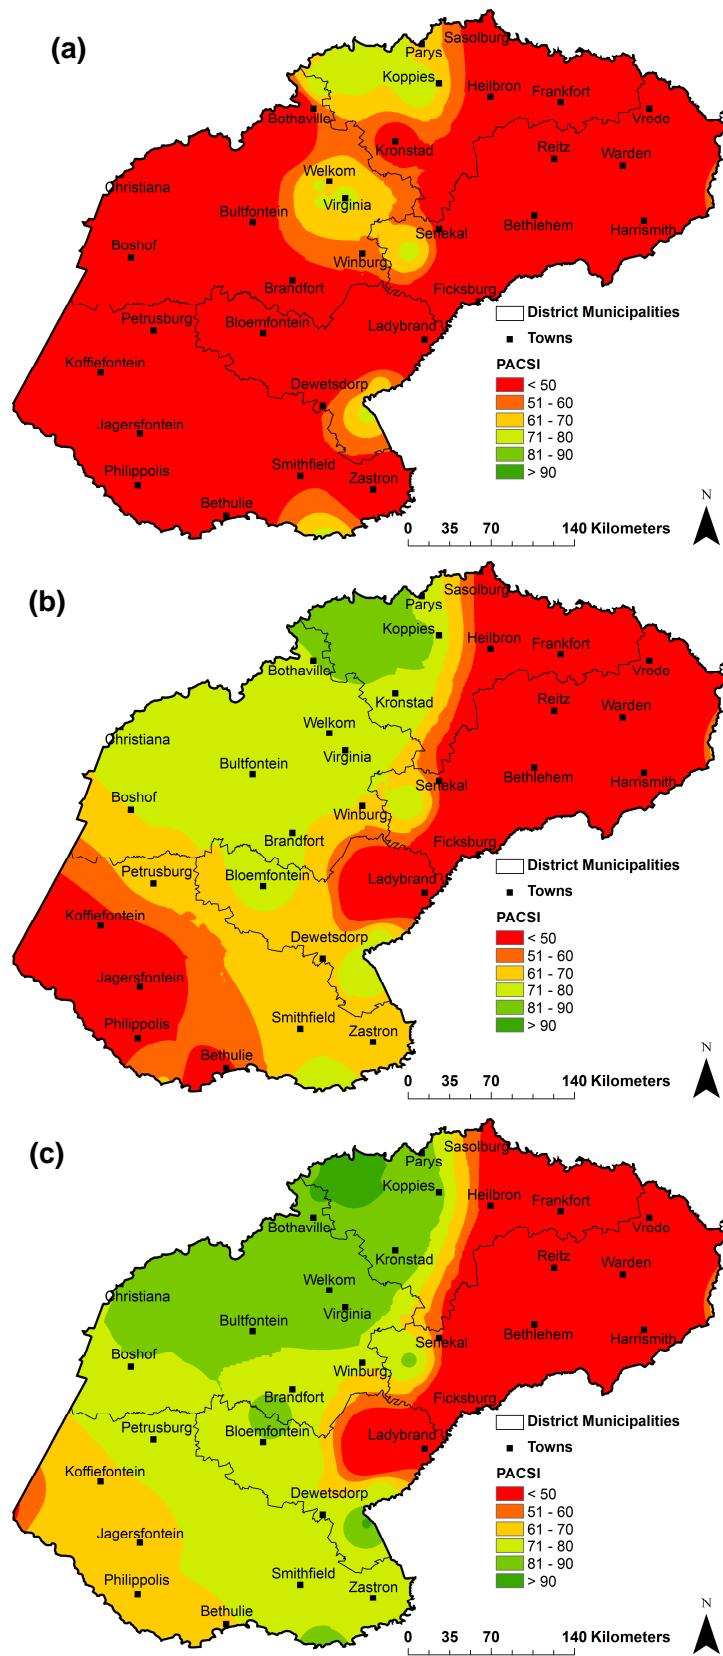 (a)
Sasolburg
Parys
Koppies
Heilbron
Frankfort
Bothaville
Vrede
Kronstad
Reitz
Warden
Welkom
Christiana
Virginia
Bultfontein
Senekal
Bethlehem
Harrismith
Boshof
Winburg
Brandfort
Ficksburg
Petrusburg
Bloemfontein
Ladybrand
District Municipalities
Towns
Koffiefontein
Dewetsdorp
PACSI
< 50
51 - 60
61 - 70
71 - 80
81 - 90
> 90
Jagersfontein
Philippolis
Smithfield
Zastron
Bethulie
N
0 35 70 140 Kilometers
(b)
Sasolburg
Parys
Koppies
Heilbron
Frankfort
Bothaville
Vrede
Kronstad
Reitz
Warden
Welkom
Christiana
Virginia
Bultfontein
Senekal
Bethlehem
Harrismith
Boshof
Winburg
Brandfort
Ficksburg
Petrusburg
Bloemfontein
Ladybrand
District Municipalities
Towns
Koffiefontein
Dewetsdorp
PACSI
< 50
51 - 60
61 - 70
71 - 80
81 - 90
> 90
Jagersfontein
Philippolis
Smithfield
Zastron
Bethulie
N
0 35 70 140 Kilometers
(c)
Sasolburg
Parys
Koppies
Heilbron
Frankfort
Bothaville
Vrede
Kronstad
Reitz
Warden
Welkom
Christiana
Virginia
Bultfontein
Senekal
Bethlehem
Harrismith
Boshof
Winburg
Brandfort
Ficksburg
Petrusburg
Bloemfontein
Ladybrand
District Municipalities
Towns
Koffiefontein
Dewetsdorp
PACSI
< 50
51 - 60
61 - 70
71 - 80
81 - 90
> 90
Jagersfontein
Philippolis
Smithfield
Zastron
Bethulie
N
0 35 70 140 Kilometers